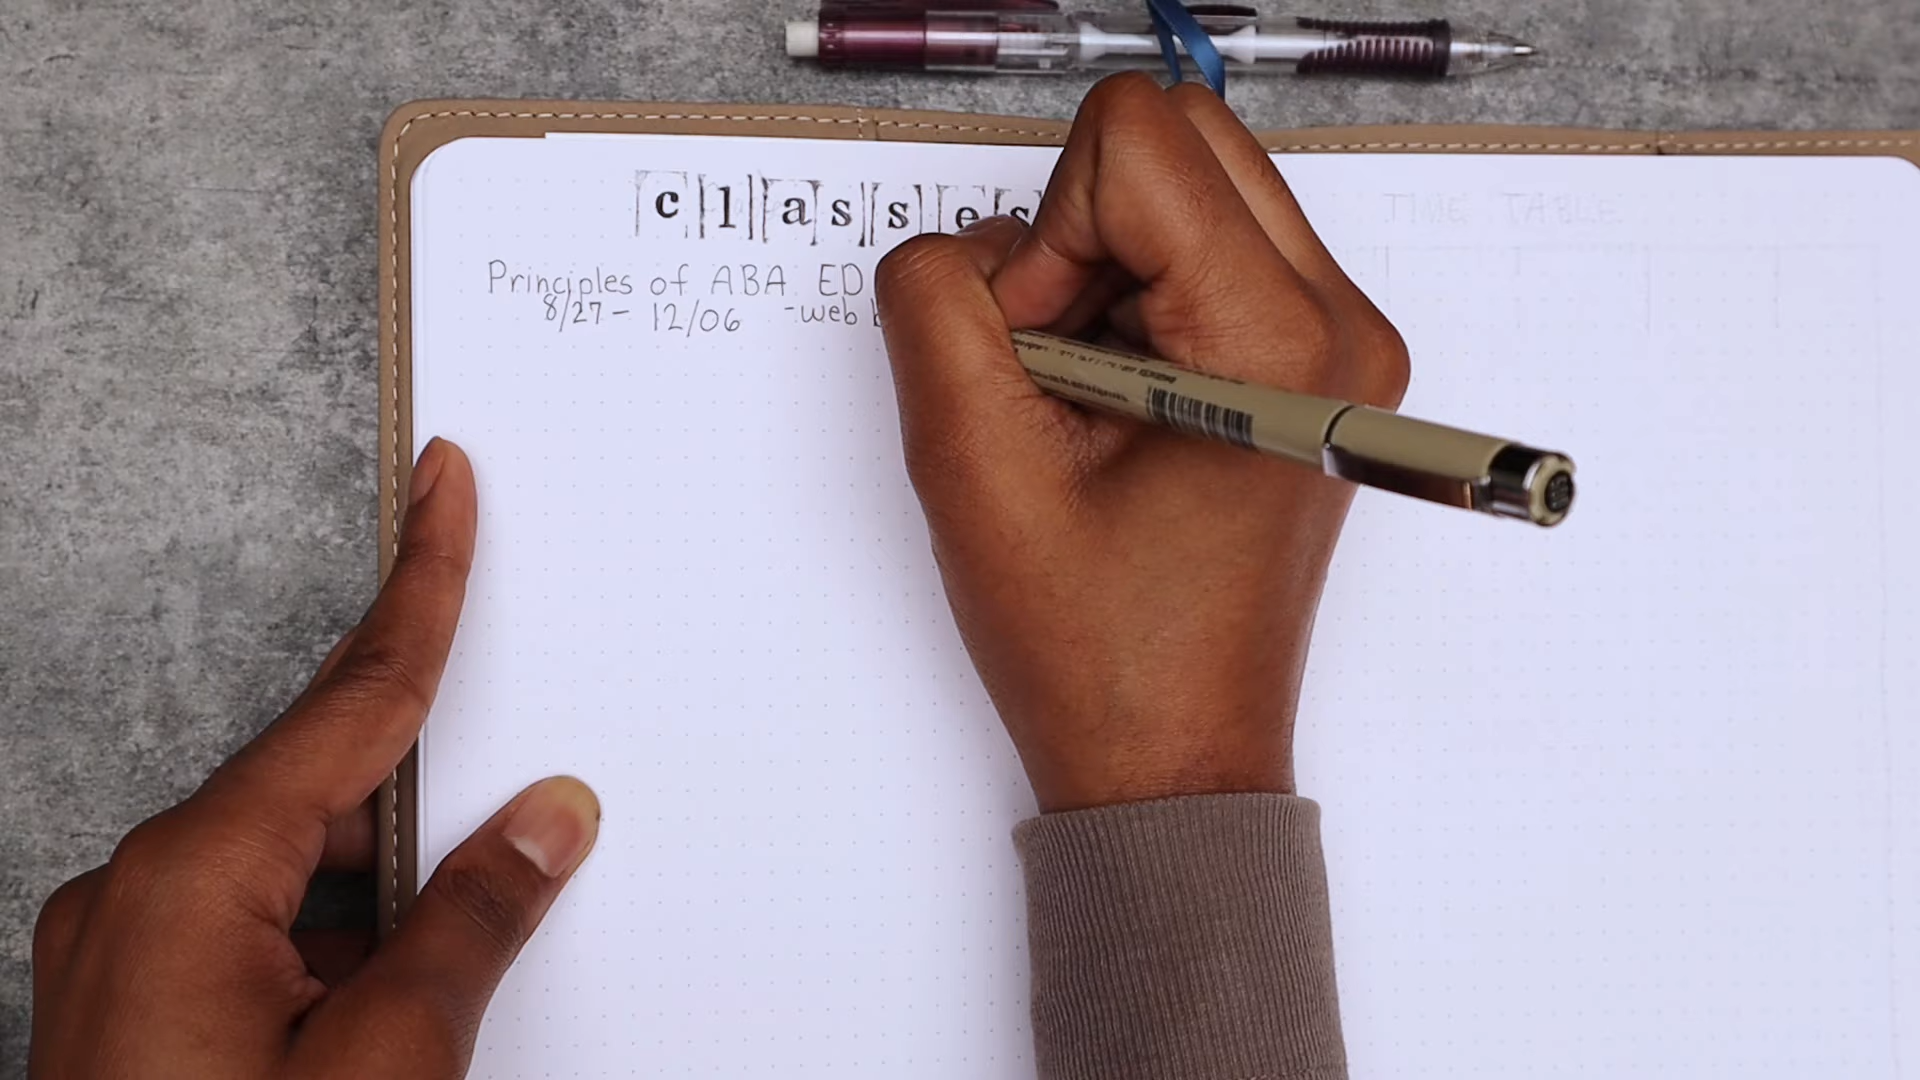 classes
TIME TABLE
Principles of ABA ED
8/27- 12/06 -web